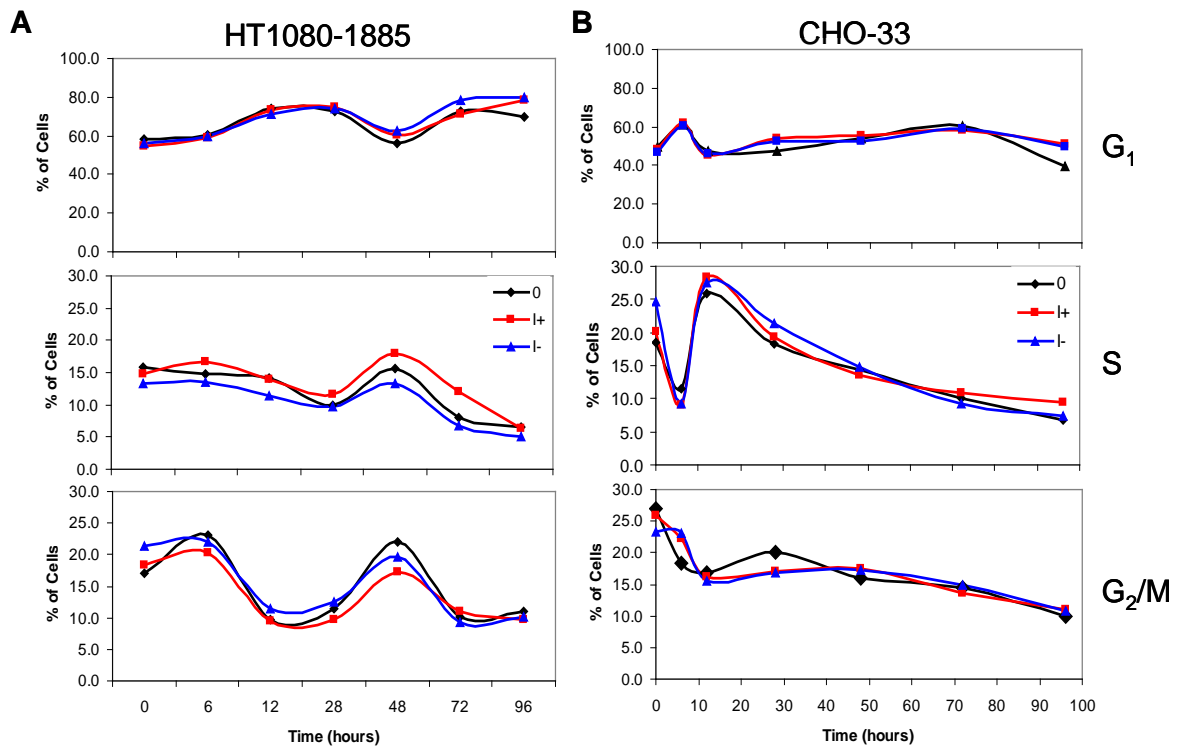 A
HT1080-1885
B
CHO-33
% of Cells
100.0
80.0
60.0
40.0
20.0
0.0
% of Cells
100.0
80.0
60.0
40.0
20.0
0.0
G₁
% of Cells
30.0
25.0
20.0
15.0
10.0
5.0
0.0
0
I+
I-
% of Cells
30.0
25.0
20.0
15.0
10.0
5.0
0.0
0
I+
I-
S
% of Cells
30.0
25.0
20.0
15.0
10.0
5.0
0.0
0 6 12 28 48 72 96
Time (hours)
% of Cells
30.0
25.0
20.0
15.0
10.0
5.0
0.0
0 10 20 30 40 50 60 70 80 90 100
Time (hours)
G₂/M